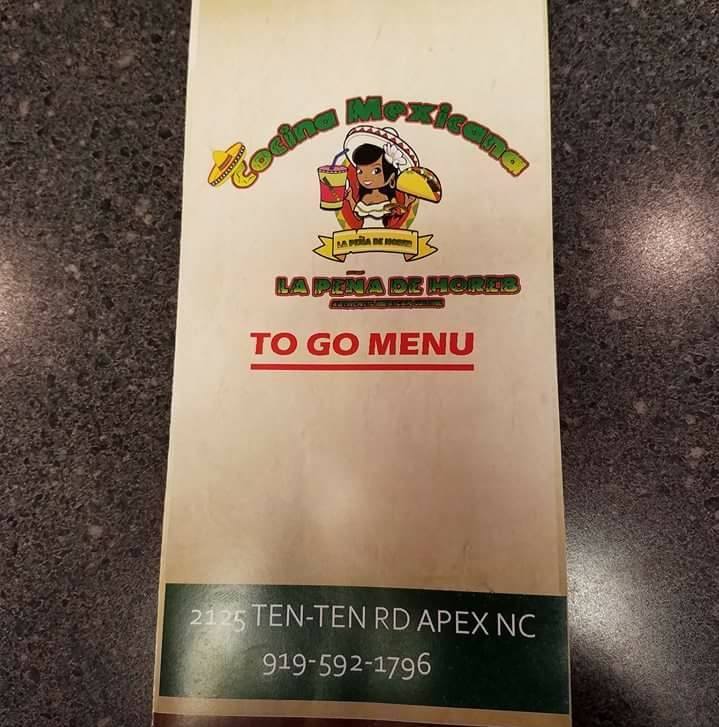 Cocina Mexicana
LA PEÑA DE HOREB
LA PEÑA DE HOREB
TO GO MENU
2125 TEN-TEN RD APEX NC
919-592-1796